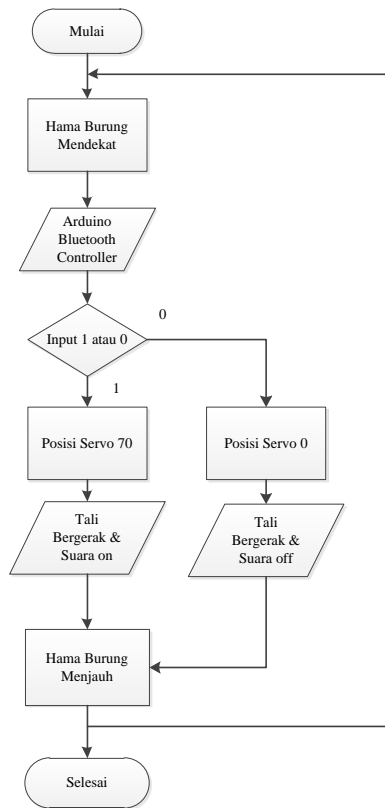 Mulai
Hama Burung
Mendekat
Arduino
Bluetooth
Controller
Input 1 atau 0
0
1
Posisi Servo 70
Posisi Servo 0
Tali
Bergerak &
Suara on
Tali
Bergerak &
Suara off
Hama Burung
Menjauh
Selesai